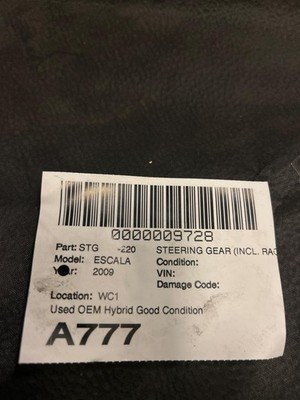 0000009728
Part: STG -220 STEERING GEAR (INCL. RAC
Model: ESCALA Condition:
Year: 2009 VIN:
Damage Code:
Location: WC1
Used OEM Hybrid Good Condition
A777